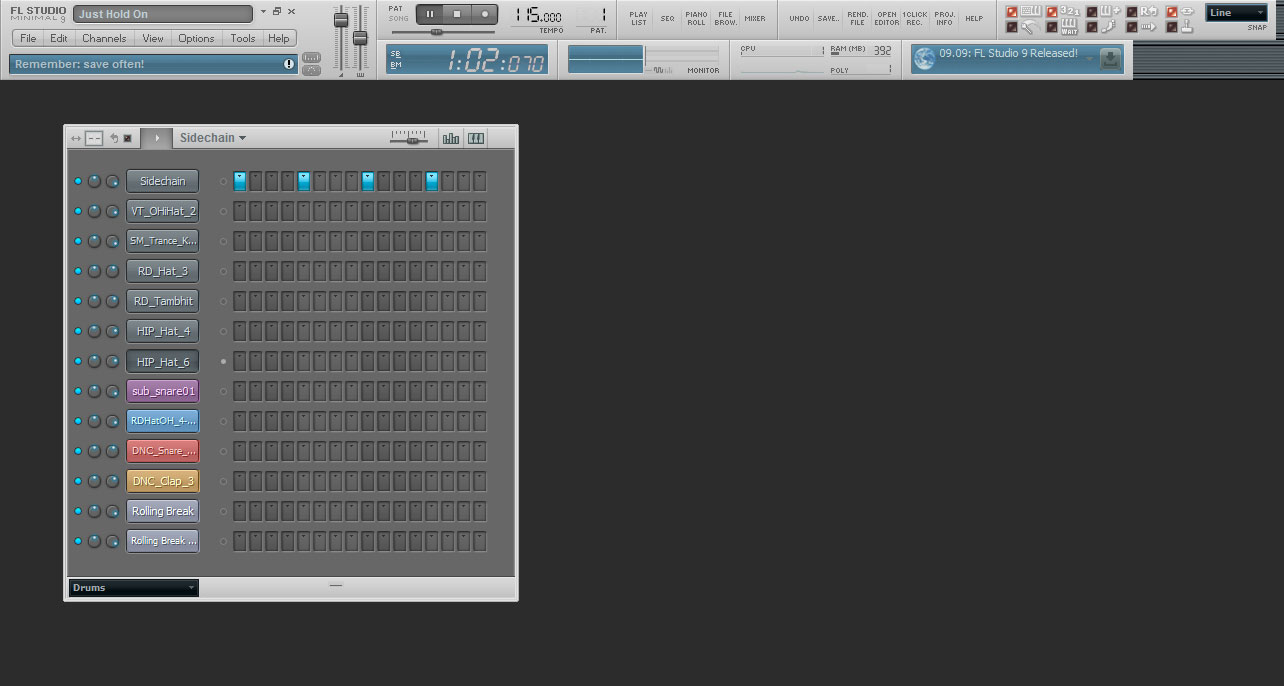 FL STUDIO
MINIMAL 9
Just Hold On
File Edit Channels View Options Tools Help
Remember: save often!
PAT
SONG
115.000
TEMPO
1
PAT.
PLAY LIST
SEQ
PIANO ROLL
FILE BROW.
MIXER
UNDO
SAVE..
REND. FILE
OPEN EDITOR
1CLICK REC
PROJ. INFO
HELP
321
WAIT
Line
SNAP
SB
BM
1:02:070
MONITOR
CPU
1
RAM (MB) 392
POLY
1
09.09: FL Studio 9 Released!
Sidechain
Sidechain
VT_OHiHat_2
SM_Trance_K...
RD_Hat_3
RD_Tambhit
HIP_Hat_4
HIP_Hat_6
sub_snare01
RDHatOH_4-...
DNC_Snare_...
DNC_Clap_3
Rolling Break
Rolling Break ...
Drums